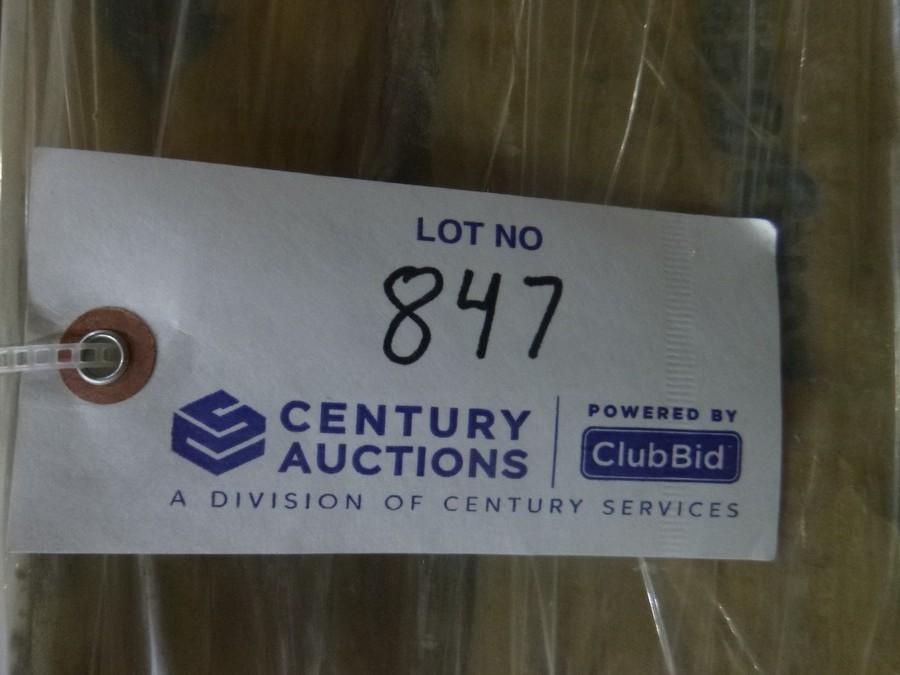 LOT NO
847
CENTURY
AUCTIONS
A DIVISION OF CENTURY SERVICES
POWERED BY
ClubBid